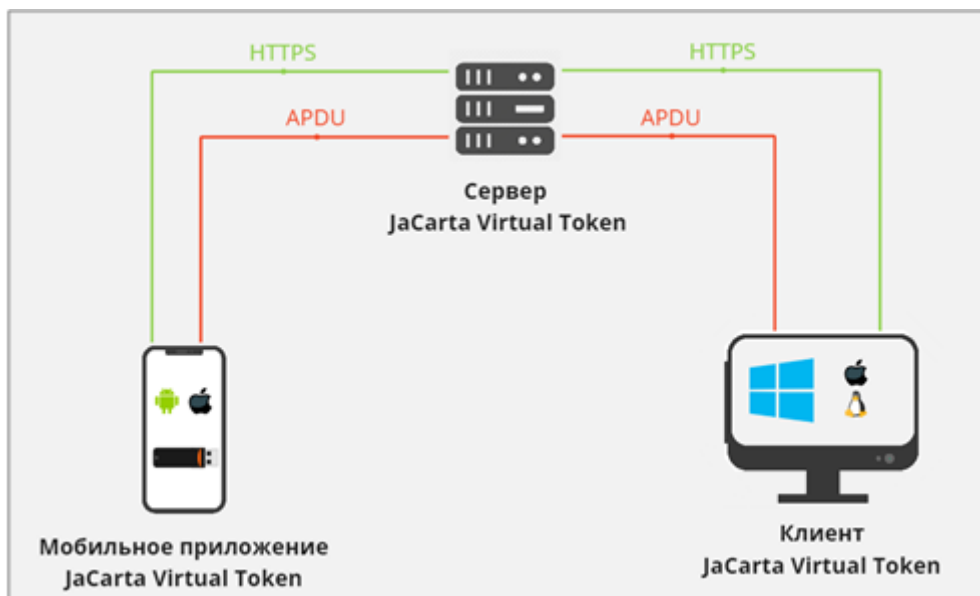 HTTPS
HTTPS
APDU
APDU
Сервер
JaCarta Virtual Token
Мобильное приложение
JaCarta Virtual Token
Клиент
JaCarta Virtual Token